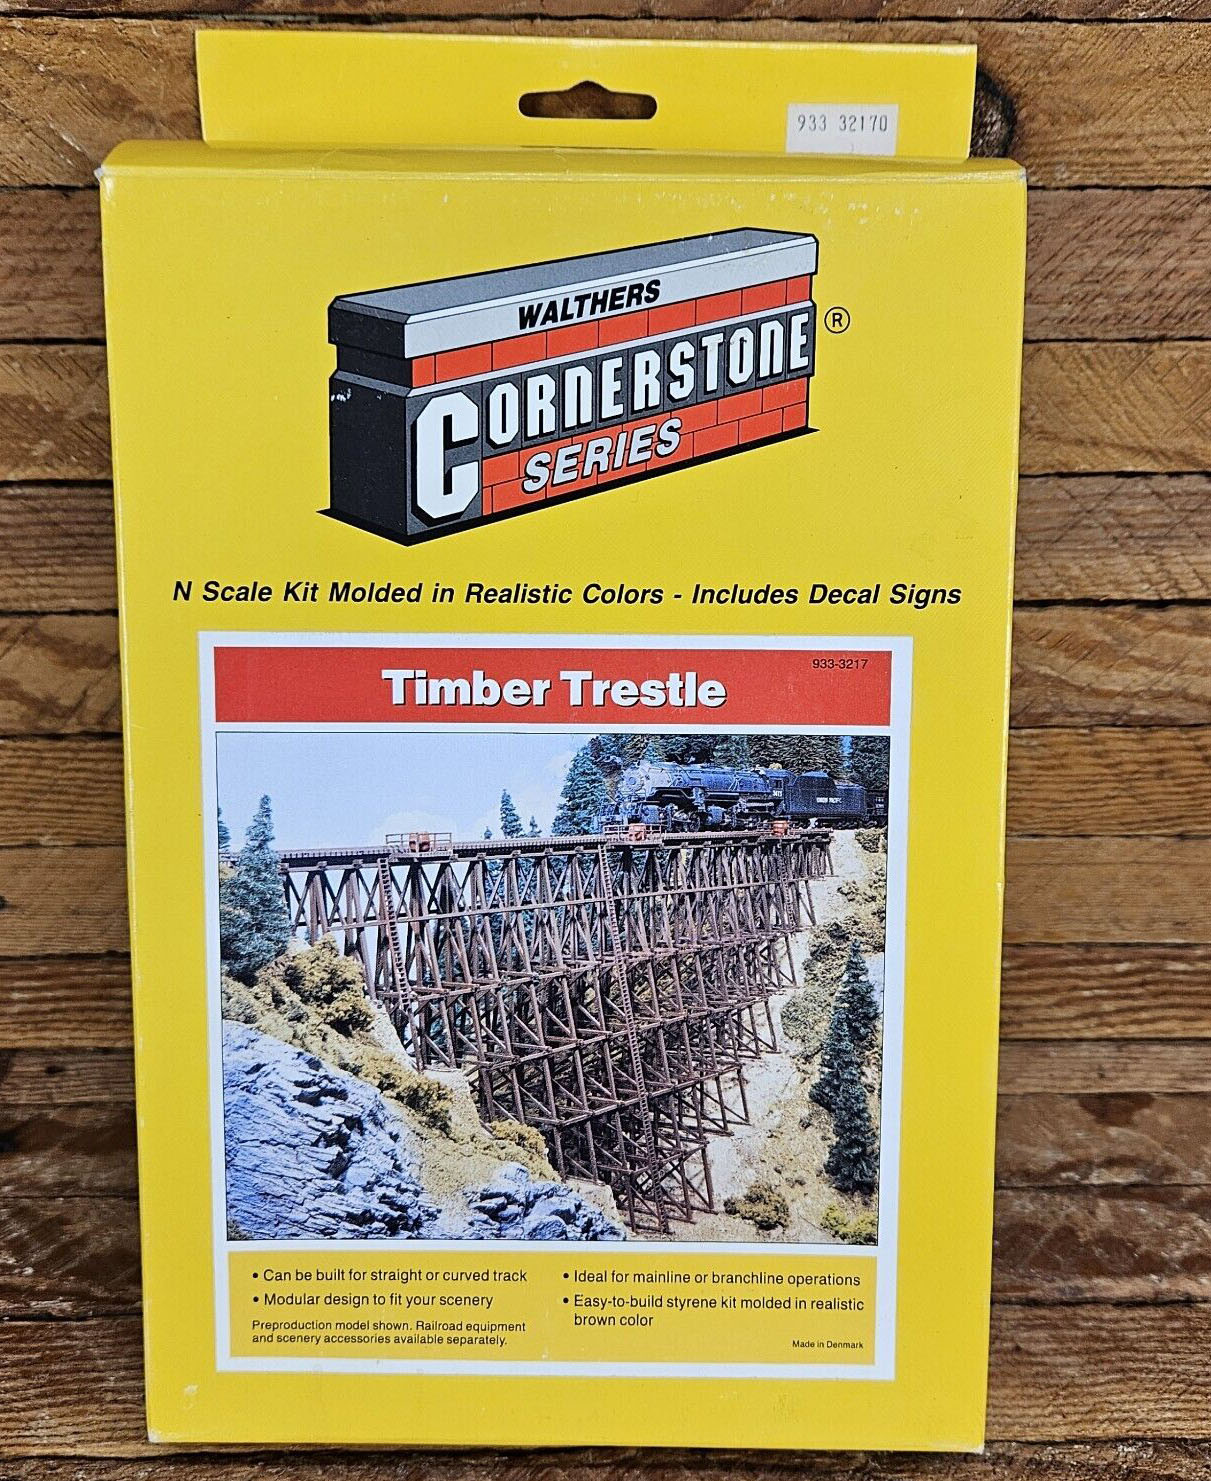 933 32170
WALTHERS
CORNERSTONE
SERIES
®
N Scale Kit Molded in Realistic Colors - Includes Decal Signs
933-3217
Timber Trestle
UNION PACIFIC
• Can be built for straight or curved track
• Modular design to fit your scenery
Preproduction model shown. Railroad equipment
and scenery accessories available separately.
• Ideal for mainline or branchline operations
• Easy-to-build styrene kit molded in realistic
brown color
Made in Denmark